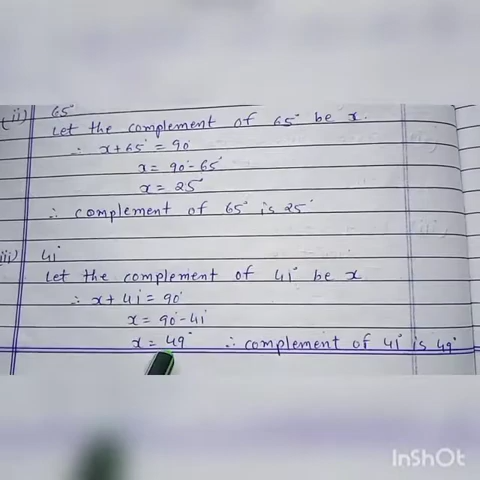 (ii) 65°
Let the complement of 65° be x.
∴ x+65° = 90°
x = 90°-65°
x = 25°
∴ complement of 65° is 25°
iii) 41°
Let the complement of 41° be x
∴ x+ 41° = 90°
x = 90°-41°
x = 49° ∴ complement of 41° is 49°
InShOt